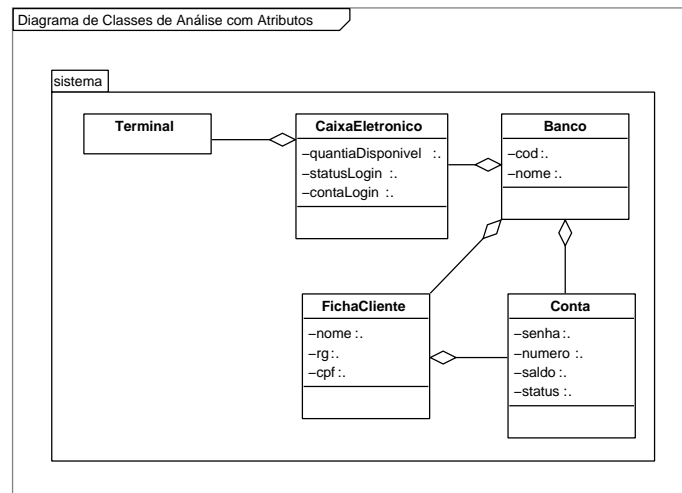 Diagrama de Classes de Análise com Atributos
sistema
Terminal
CaixaEletronico
–quantiaDisponivel :.
–statusLogin :.
–contaLogin :.
Banco
–cod:.
–nome:.
FichaCliente
–nome:.
–rg:.
–cpf:.
Conta
–senha:.
–numero :.
–saldo:.
–status:.